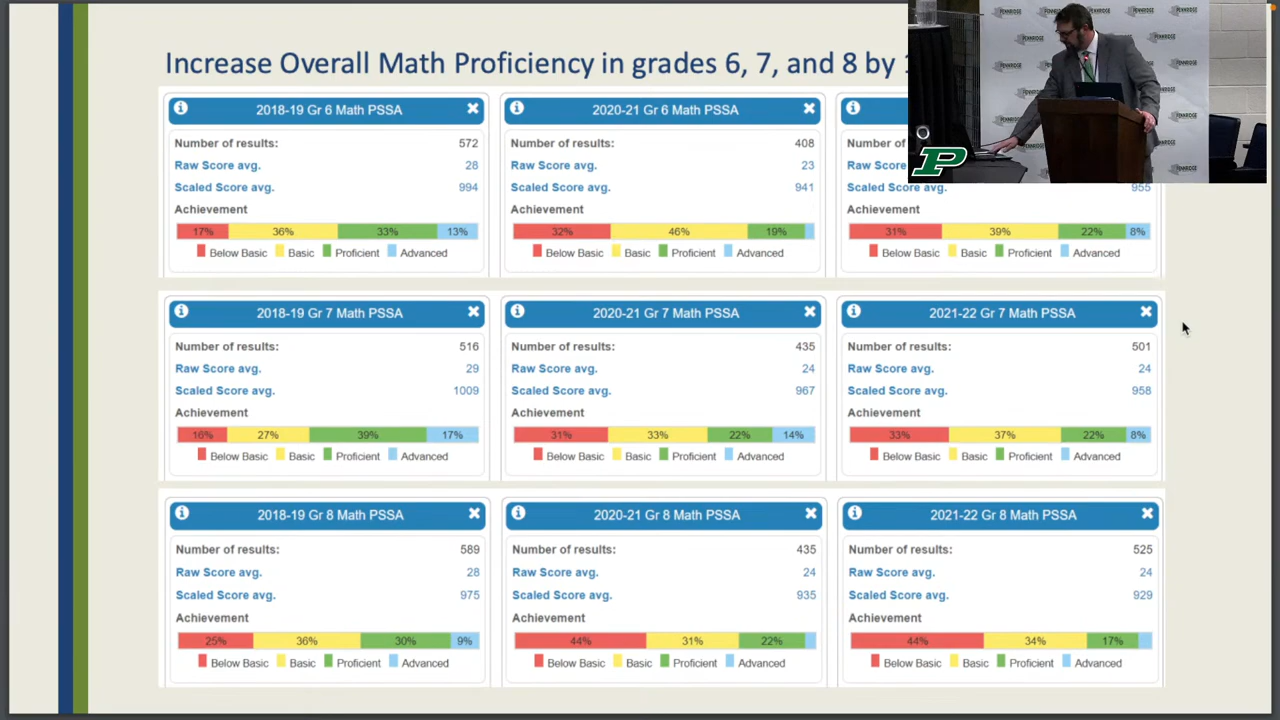 Increase Overall Math Proficiency in grades 6, 7, and 8 by
2018-19 Gr 6 Math PSSA
Number of results: 572
Raw Score avg. 28
Scaled Score avg. 994
Achievement
17% 36% 33% 13%
Below Basic Basic Proficient Advanced
2020-21 Gr 6 Math PSSA
Number of results: 408
Raw Score avg. 23
Scaled Score avg. 941
Achievement
32% 46% 19%
Below Basic Basic Proficient Advanced
Number of
Raw Score
Scaled Score avg. 955
Achievement
31% 39% 22% 8%
Below Basic Basic Proficient Advanced
PENNRIDGE
PENNRIDGE
PENNRIDGE
PENNRIDGE
PENNRIDGE
PENNRIDGE
P
2018-19 Gr 7 Math PSSA
Number of results: 516
Raw Score avg. 29
Scaled Score avg. 1009
Achievement
16% 27% 39% 17%
Below Basic Basic Proficient Advanced
2020-21 Gr 7 Math PSSA
Number of results: 435
Raw Score avg. 24
Scaled Score avg. 967
Achievement
31% 33% 22% 14%
Below Basic Basic Proficient Advanced
2021-22 Gr 7 Math PSSA
Number of results: 501
Raw Score avg. 24
Scaled Score avg. 958
Achievement
33% 37% 22% 8%
Below Basic Basic Proficient Advanced
2018-19 Gr 8 Math PSSA
Number of results: 589
Raw Score avg. 28
Scaled Score avg. 975
Achievement
25% 36% 30% 9%
Below Basic Basic Proficient Advanced
2020-21 Gr 8 Math PSSA
Number of results: 435
Raw Score avg. 24
Scaled Score avg. 935
Achievement
44% 31% 22%
Below Basic Basic Proficient Advanced
2021-22 Gr 8 Math PSSA
Number of results: 525
Raw Score avg. 24
Scaled Score avg. 929
Achievement
44% 34% 17%
Below Basic Basic Proficient Advanced